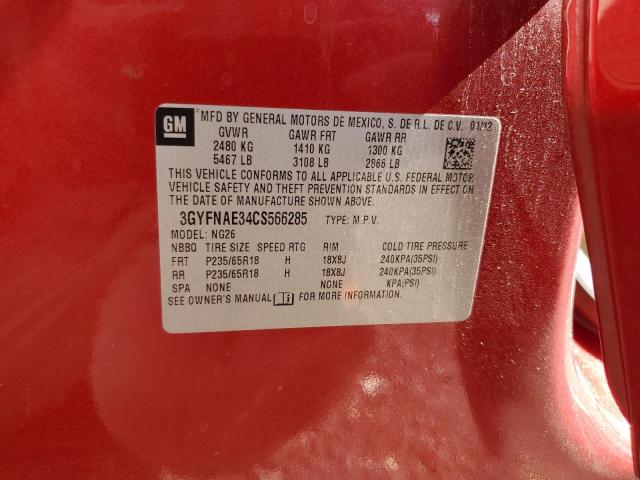 GM
MFD BY GENERAL MOTORS DE MEXICO, S. DE R.L. DE C.V. 01/12
GVWR GAWR FRT GAWR RR
2480 KG 1410 KG 1300 KG
5467 LB 3108 LB 2866 LB
THIS VEHICLE CONFORMS TO ALL APPLICABLE U.S. FEDERAL MOTOR
VEHICLE SAFETY AND THEFT PREVENTION STANDARDS IN EFFECT ON
THE DATE OF MANUFACTURE SHOWN ABOVE.
3GYFNAE34CS566285 TYPE: M.P.V.
MODEL: NG26
NBBQ TIRE SIZE SPEED RTG RIM COLD TIRE PRESSURE
FRT P235/65R18 H 18X8J 240KPA(35PSI)
RR P235/65R18 H 18X8J 240KPA(35PSI)
SPA NONE NONE KPA(PSI)
SEE OWNER'S MANUAL FOR MORE INFORMATION.